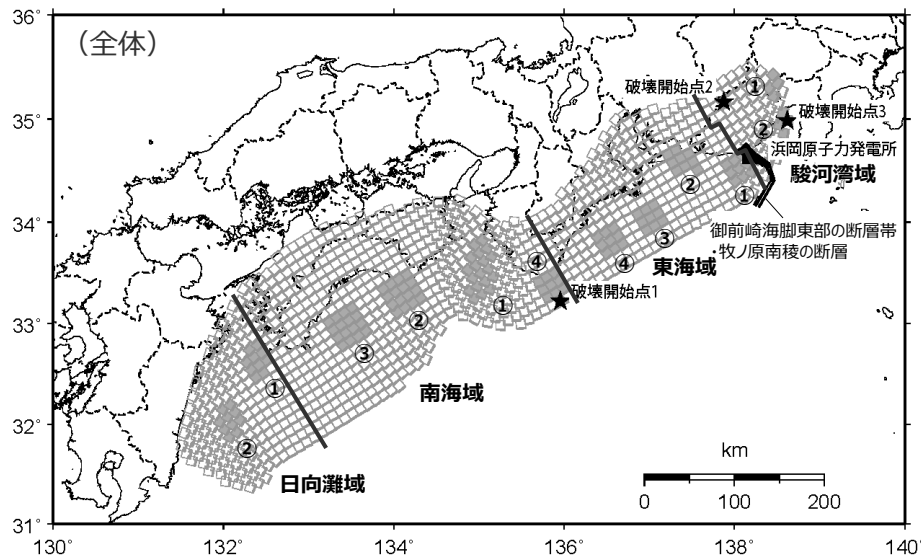 36°
(全体)
破壊開始点2
①
破壊開始点3
35°
②
浜岡原子力発電所
②
駿河湾域
①
34°
御前崎海脚東部の断層帯
・牧ノ原南稜の断層
③
④
④
東海域
破壊開始点1
①
33°
②
③
①
南海域
32°
②
日向灘域
km
0 100 200
31°
130° 132° 134° 136° 138° 140°